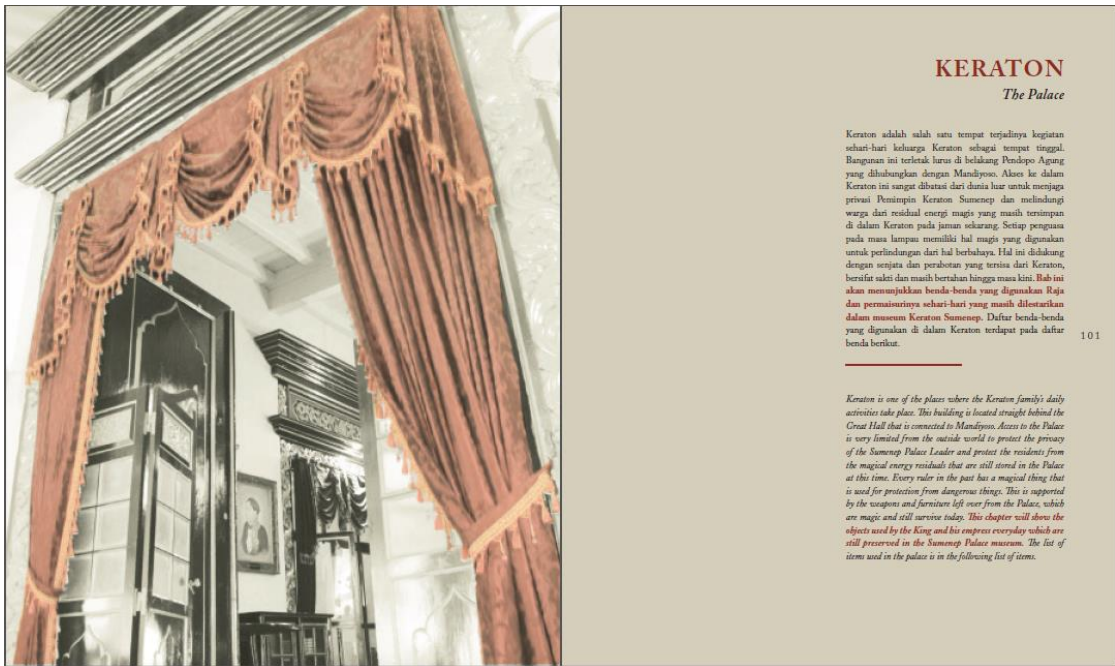 KERATON
The Palace
Keraton adalah salah satu tempat terjadinya kegiatan
sehari-hari keluarga Keraton sebagai tempat tinggal.
Bangunan ini terletak lurus di belakang Pendopo Agung
yang dihubungkan dengan Mandiyoso. Akses ke dalam
Keraton ini sangat dibatasi dari dunia luar untuk menjaga
privasi Pemimpin Keraton Sumenep dan melindungi
warga dari residual energi magis yang masih tersimpan
di dalam Keraton pada jaman sekarang. Setiap penguasa
pada masa lampau memiliki hal magis yang digunakan
untuk perlindungan dari hal berbahaya. Hal ini didukung
dengan senjata dan perabotan yang tersisa dari Keraton,
bersifat sakti dan masih bertahan hingga masa kini. Bab ini
akan menunjukkan benda-benda yang digunakan Raja
dan permaisurinya sehari-hari yang masih dilestarikan
dalam museum Keraton Sumenep. Daftar benda-benda
yang digunakan di dalam Keraton terdapat pada daftar
benda berikut.
101
Keraton is one of the places where the Keraton family's daily
activities take place. This building is located straight behind the
Great Hall that is connected to Mandiyoso. Access to the Palace
is very limited from the outside world to protect the privacy
of the Sumenep Palace Leader and protect the residents from
the magical energy residuals that are still stored in the Palace
at this time. Every ruler in the past has a magical thing that
is used for protection from dangerous things. This is supported
by the weapons and furniture left over from the Palace, which
are magic and still survive today. This chapter will show the
objects used by the King and his empress everyday which are
still preserved in the Sumenep Palace museum. The list of
items used in the palace is in the following list of items.